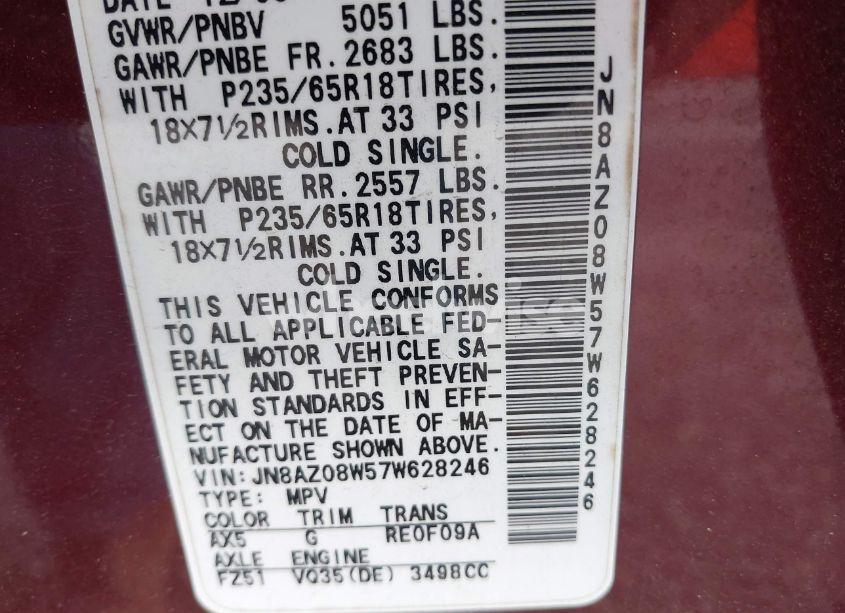 DATE 12/06
GVWR/PNBV 5051 LBS.
GAWR/PNBE FR. 2683 LBS.
WITH P235/65R18TIRES,
18X7½RIMS.AT 33 PSI
COLD SINGLE.
GAWR/PNBE RR. 2557 LBS.
WITH P235/65R18TIRES,
18X7½RIMS.AT 33 PSI
COLD SINGLE.
THIS VEHICLE CONFORMS
TO ALL APPLICABLE FED-
ERAL MOTOR VEHICLE SA-
FETY AND THEFT PREVEN-
TION STANDARDS IN EFF-
ECT ON THE DATE OF MA-
NUFACTURE SHOWN ABOVE.
VIN:JN8AZ08W57W628246
TYPE: MPV
COLOR TRIM TRANS
AX5 G RE0F09A
AXLE ENGINE
FZ51 VQ35(DE) 3498CC
JN8AZ08W57W628246